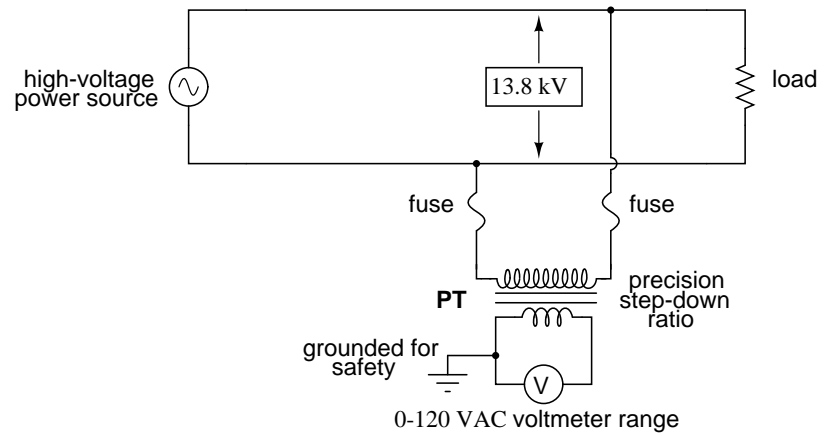 high-voltage
power source
13.8 kV
load
fuse
fuse
PT
precision
step-down
ratio
grounded for
safety
V
0-120 VAC voltmeter range